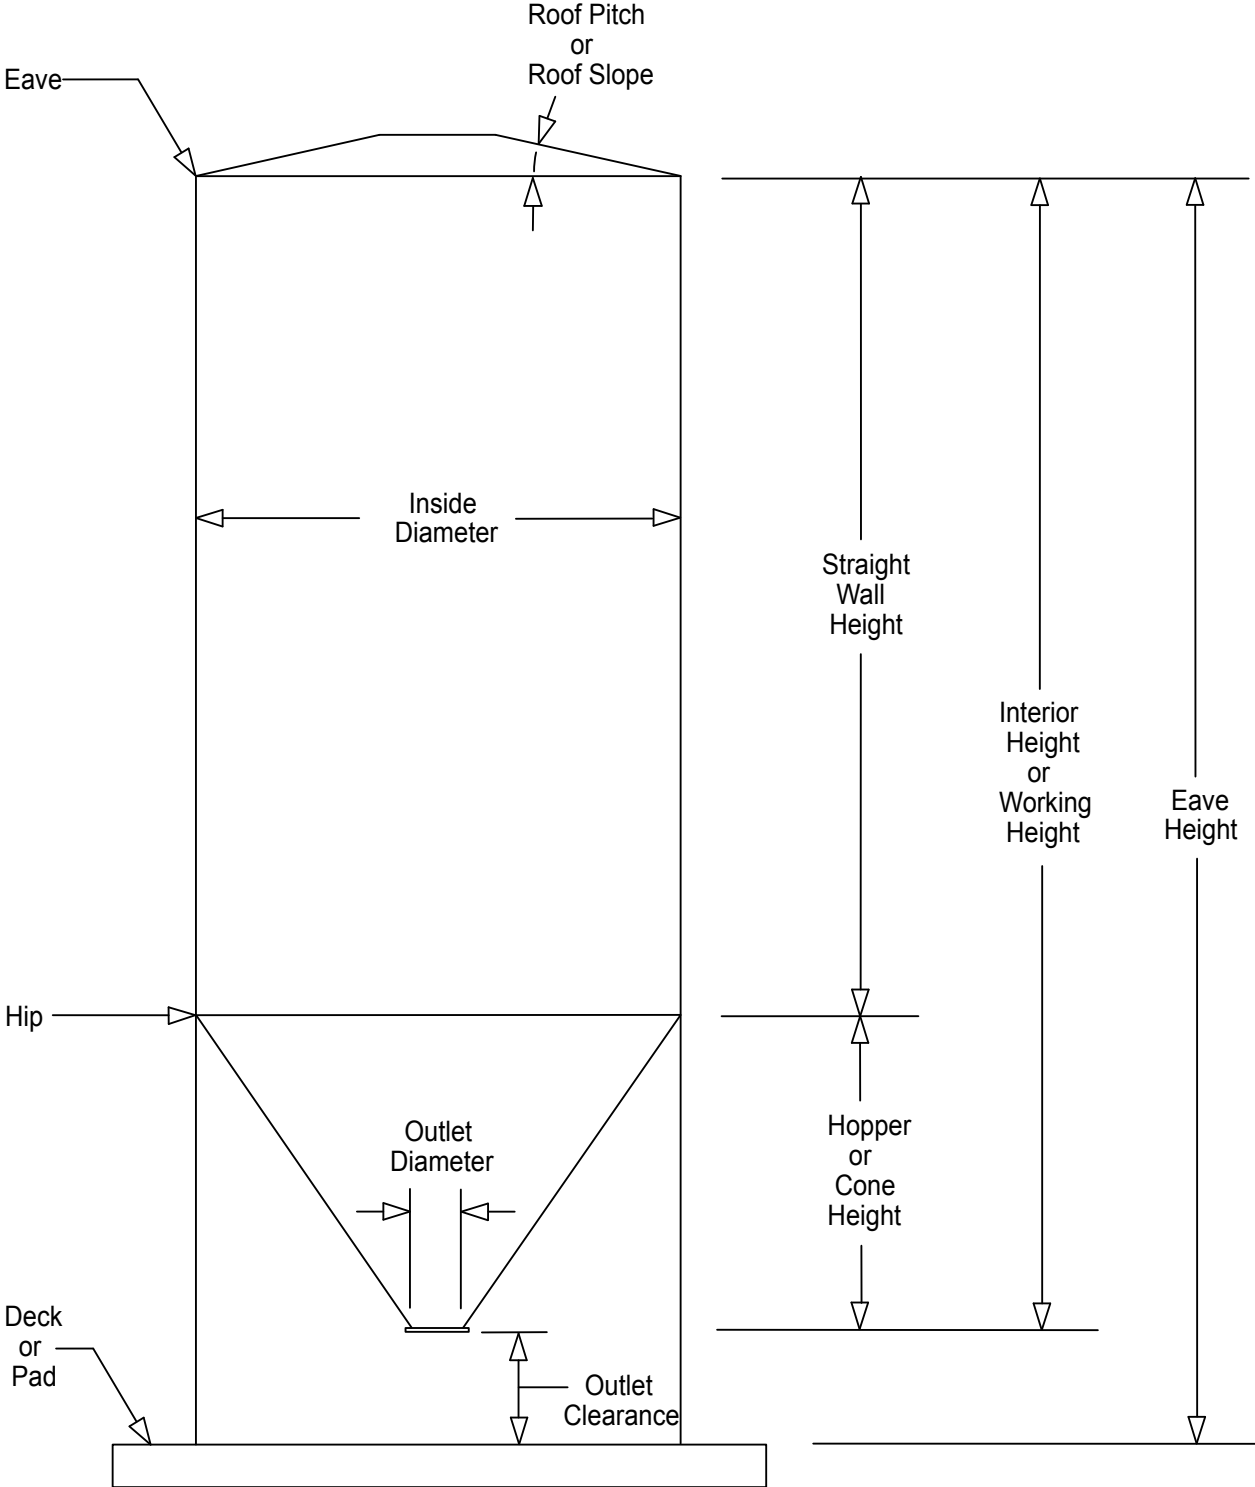 Roof Pitch
or
Roof Slope
Eave
Inside
Diameter
Straight
Wall
Height
Interior
Height
or
Working
Height
Eave
Height
Hip
Outlet
Diameter
Hopper
or
Cone
Height
Deck
or
Pad
Outlet
Clearance